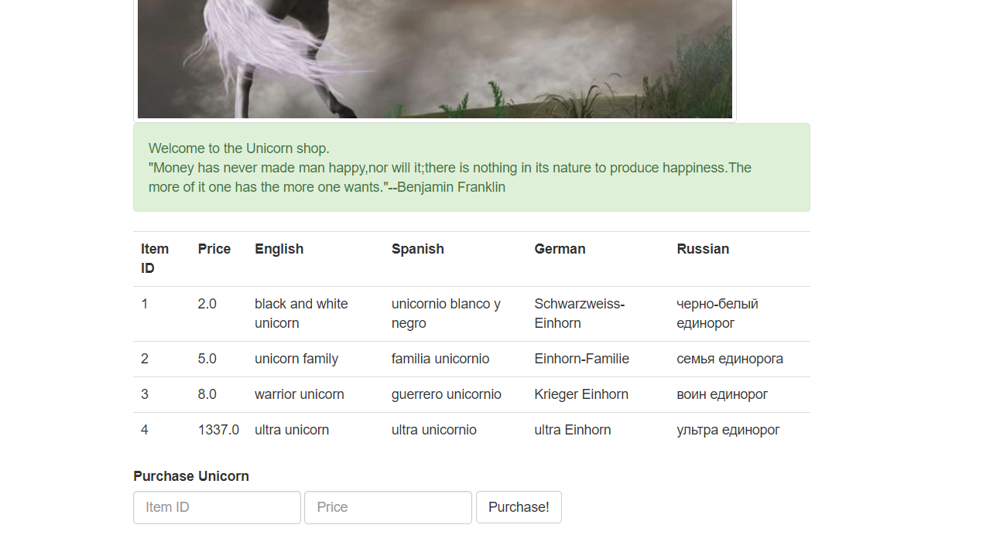 Welcome to the Unicorn shop.
"Money has never made man happy,nor will it;there is nothing in its nature to produce happiness.The
more of it one has the more one wants."--Benjamin Franklin
Item ID Price English Spanish German Russian
1 2.0 black and white unicorn unicornio blanco y negro Schwarzweiss-Einhorn черно-белый единорог
2 5.0 unicorn family familia unicornio Einhorn-Familie семья единорога
3 8.0 warrior unicorn guerrero unicornio Krieger Einhorn воин единорог
4 1337.0 ultra unicorn ultra unicornio ultra Einhorn ультра единорог
Purchase Unicorn
Item ID Price Purchase!